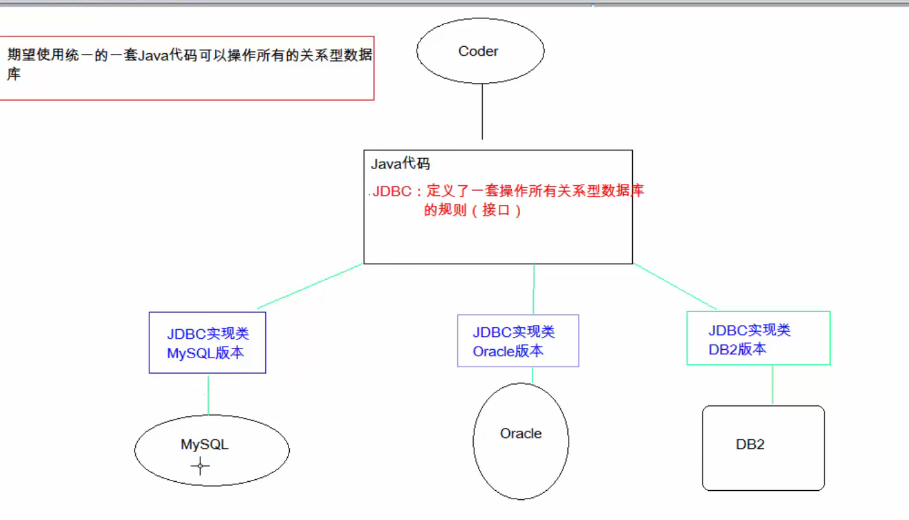 期望使用统一的一套Java代码可以操作所有的关系型数据
库
Coder
Java代码
JDBC：定义了一套操作所有关系型数据库
的规则（接口）
JDBC实现类
MySQL版本
JDBC实现类
Oracle版本
JDBC实现类
DB2版本
MySQL
Oracle
DB2